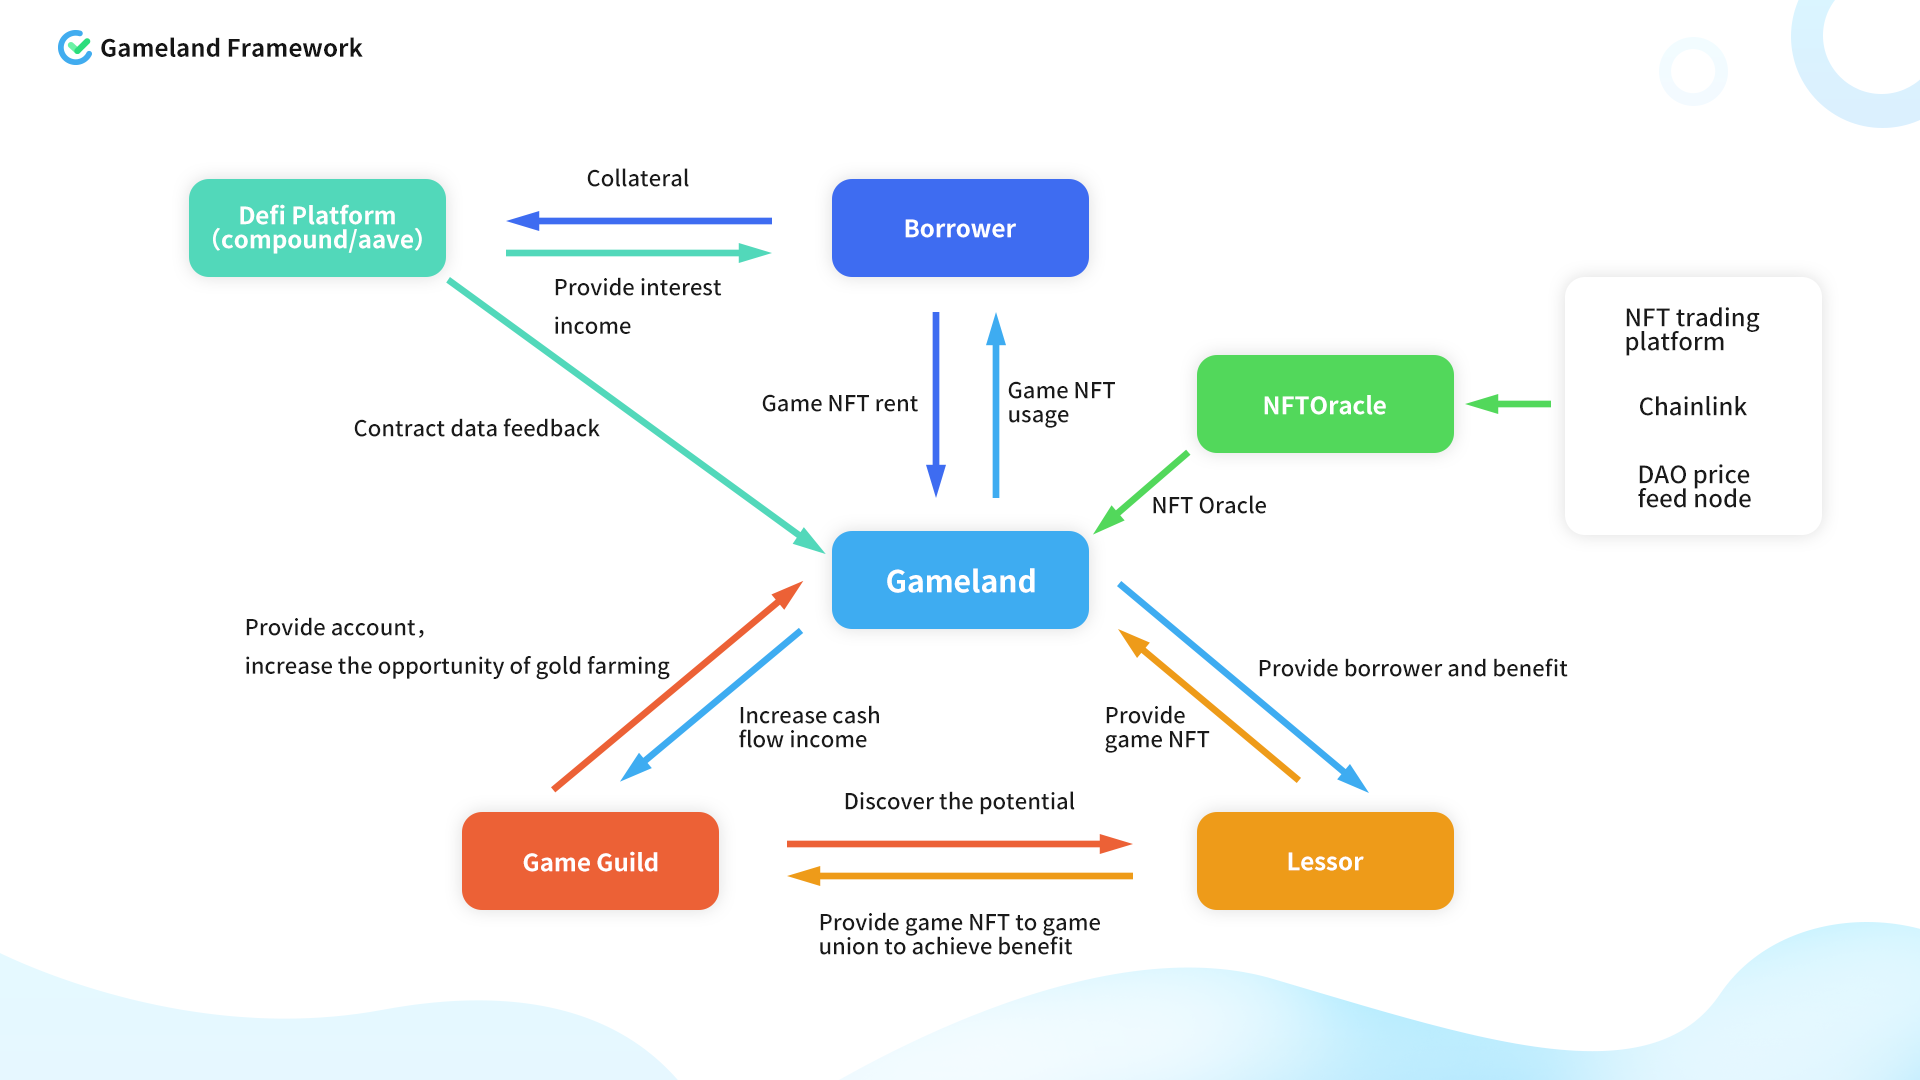 Gameland Framework
Collateral
Defi Platform
(compound/aave)
Borrower
Provide interest
income
NFT trading
platform
Chainlink
DAO price
feed node
NFTOracle
Game NFT rent
Game NFT
usage
Contract data feedback
NFT Oracle
Gameland
Provide account,
increase the opportunity of gold farming
Provide borrower and benefit
Increase cash
flow income
Provide
game NFT
Discover the potential
Game Guild
Lessor
Provide game NFT to game
union to achieve benefit